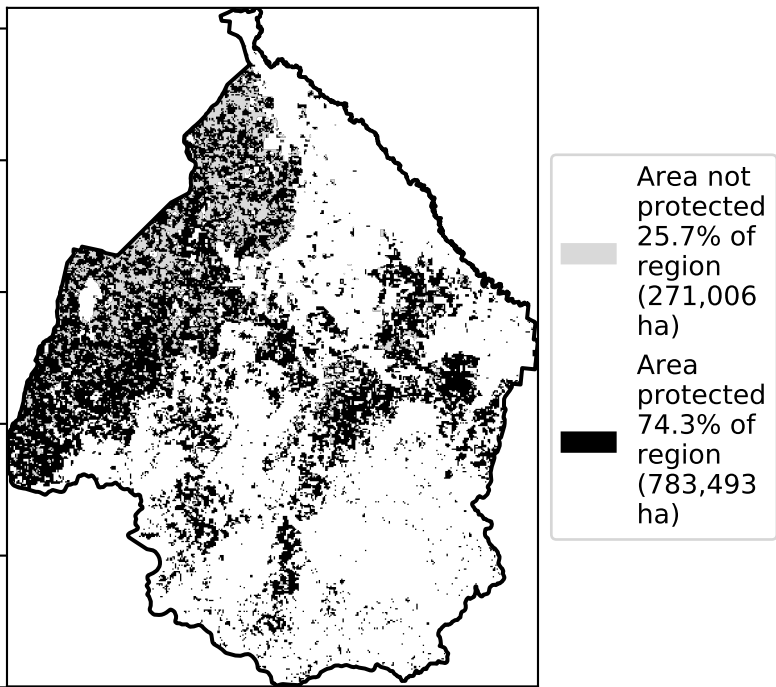 Area not
protected
25.7% of
region
(271,006
ha)
Area
protected
74.3% of
region
(783,493
ha)